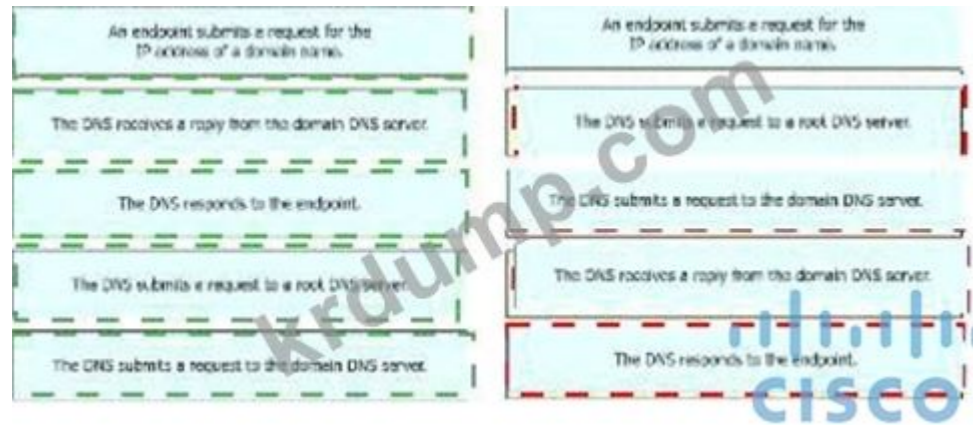 An endpoint submits a request for the
IP address of a domain name.
The DNS receives a reply from the domain DNS server.
The DNS responds to the endpoint.
The DNS submits a request to a root DNS server.
The DNS submits a request to the domain DNS server.
An endpoint submits a request for the
IP address of a domain name.
The DNS submits a request to a root DNS server.
The DNS submits a request to the domain DNS server.
The DNS receives a reply from the domain DNS server.
The DNS responds to the endpoint.
krdump.com
CISCO